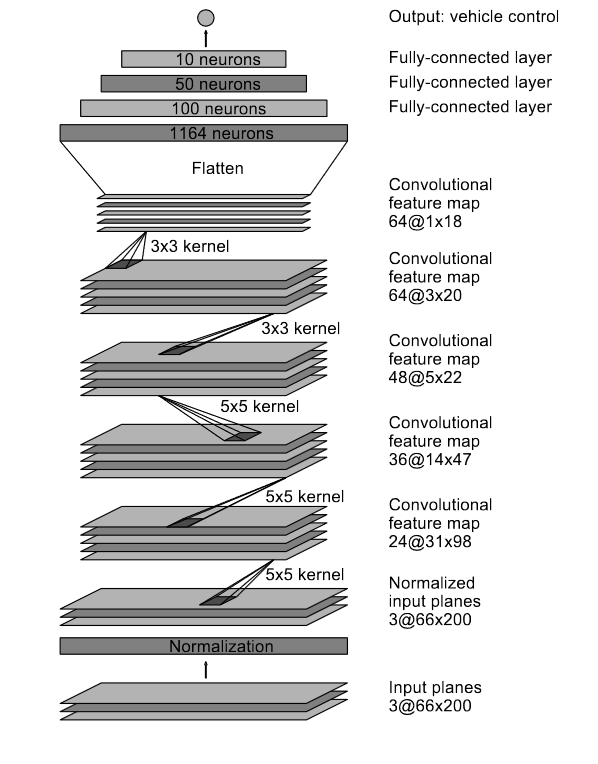 Output: vehicle control
10 neurons
Fully-connected layer
50 neurons
Fully-connected layer
100 neurons
Fully-connected layer
1164 neurons
Flatten
Convolutional
feature map
64@1x18
3x3 kernel
Convolutional
feature map
64@3x20
3x3 kernel
Convolutional
feature map
48@5x22
5x5 kernel
Convolutional
feature map
36@14x47
5x5 kernel
Convolutional
feature map
24@31x98
5x5 kernel
Normalized
input planes
3@66x200
Normalization
Input planes
3@66x200